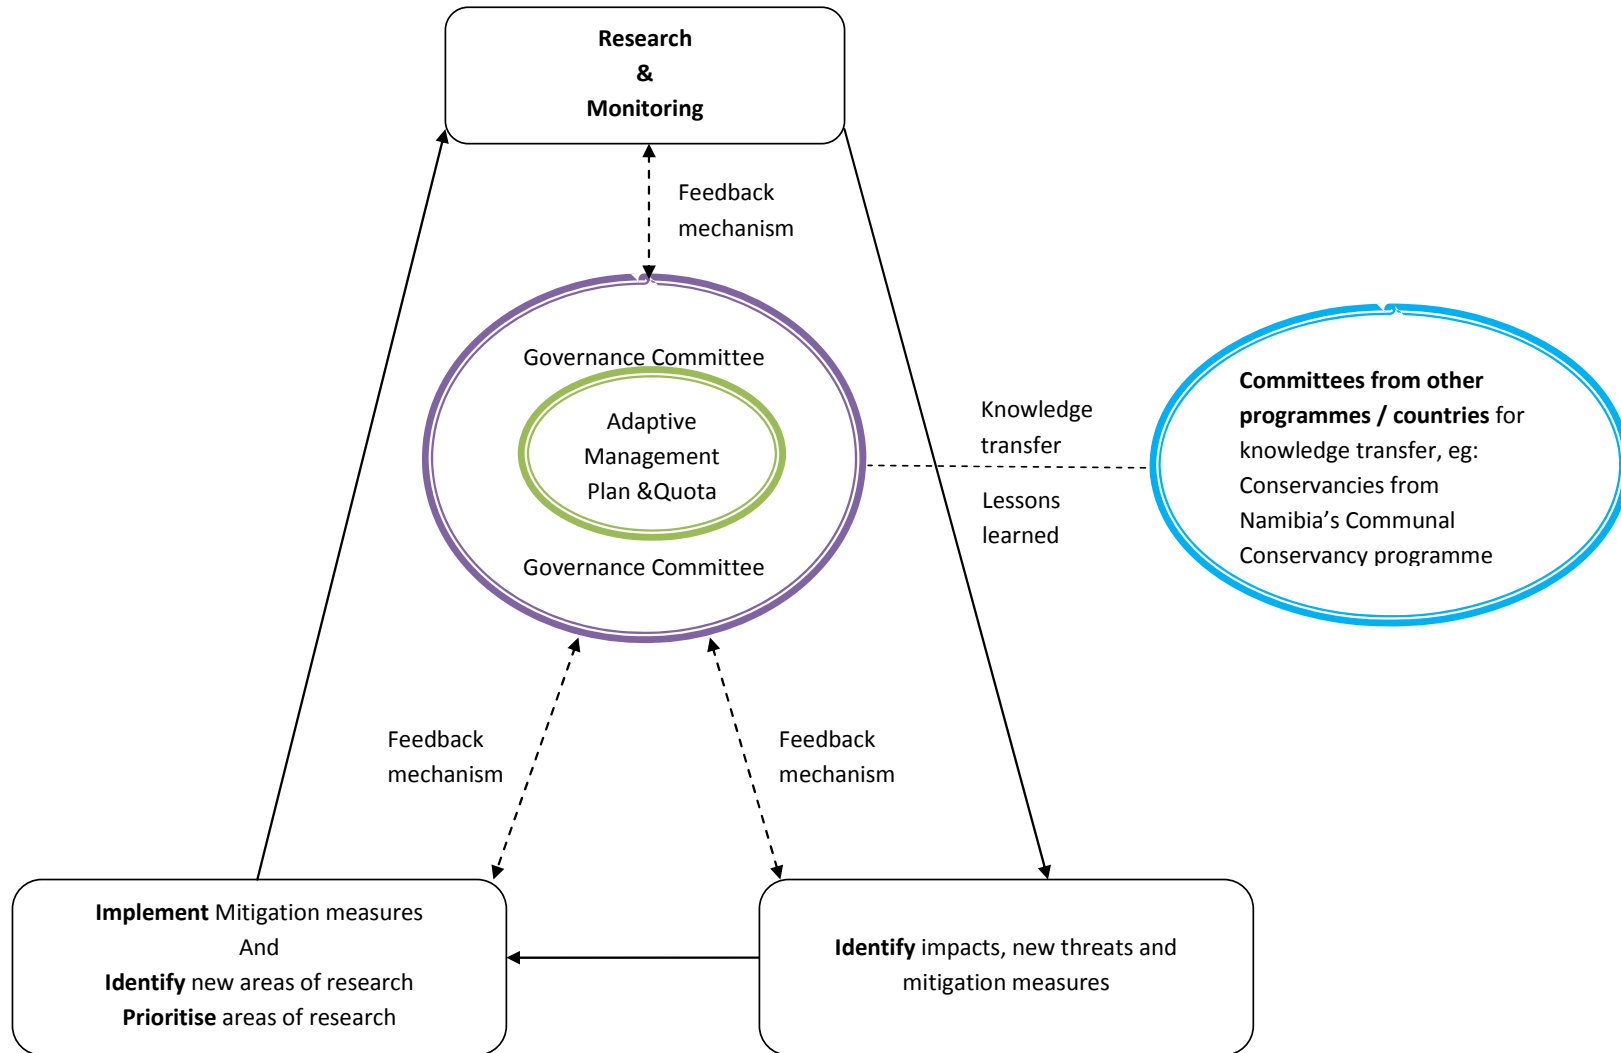 Research
&
Monitoring
Feedback
mechanism
Governance Committee
Adaptive
Management
Plan &Quota
Governance Committee
Knowledge
transfer
Lessons
learned
Committees from other
programmes / countries for
knowledge transfer, eg:
Conservancies from
Namibia’s Communal
Conservancy programme
Feedback
mechanism
Feedback
mechanism
Implement Mitigation measures
And
Identify new areas of research
Prioritise areas of research
Identify impacts, new threats and
mitigation measures